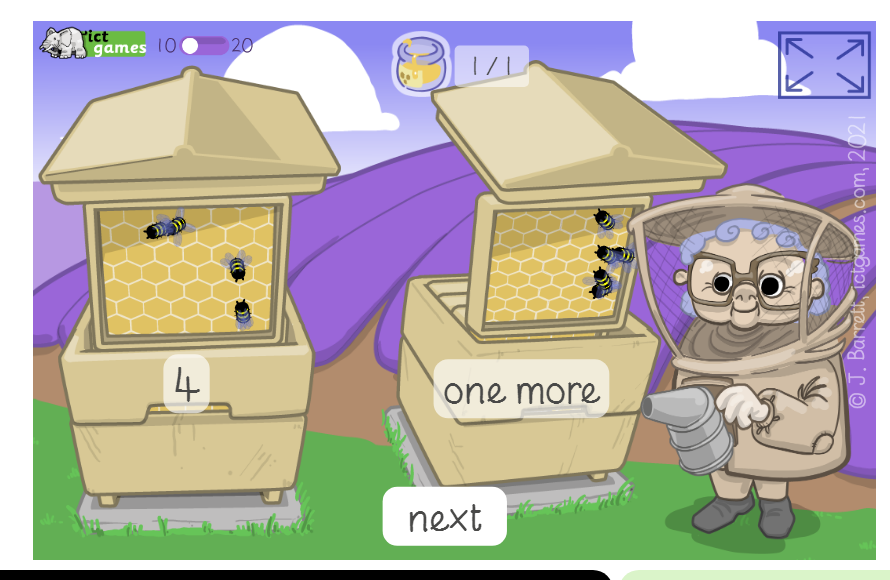 ict
games
10 20
1/1
4
one more
next
© J. Barrett, ictgames.com, 2021